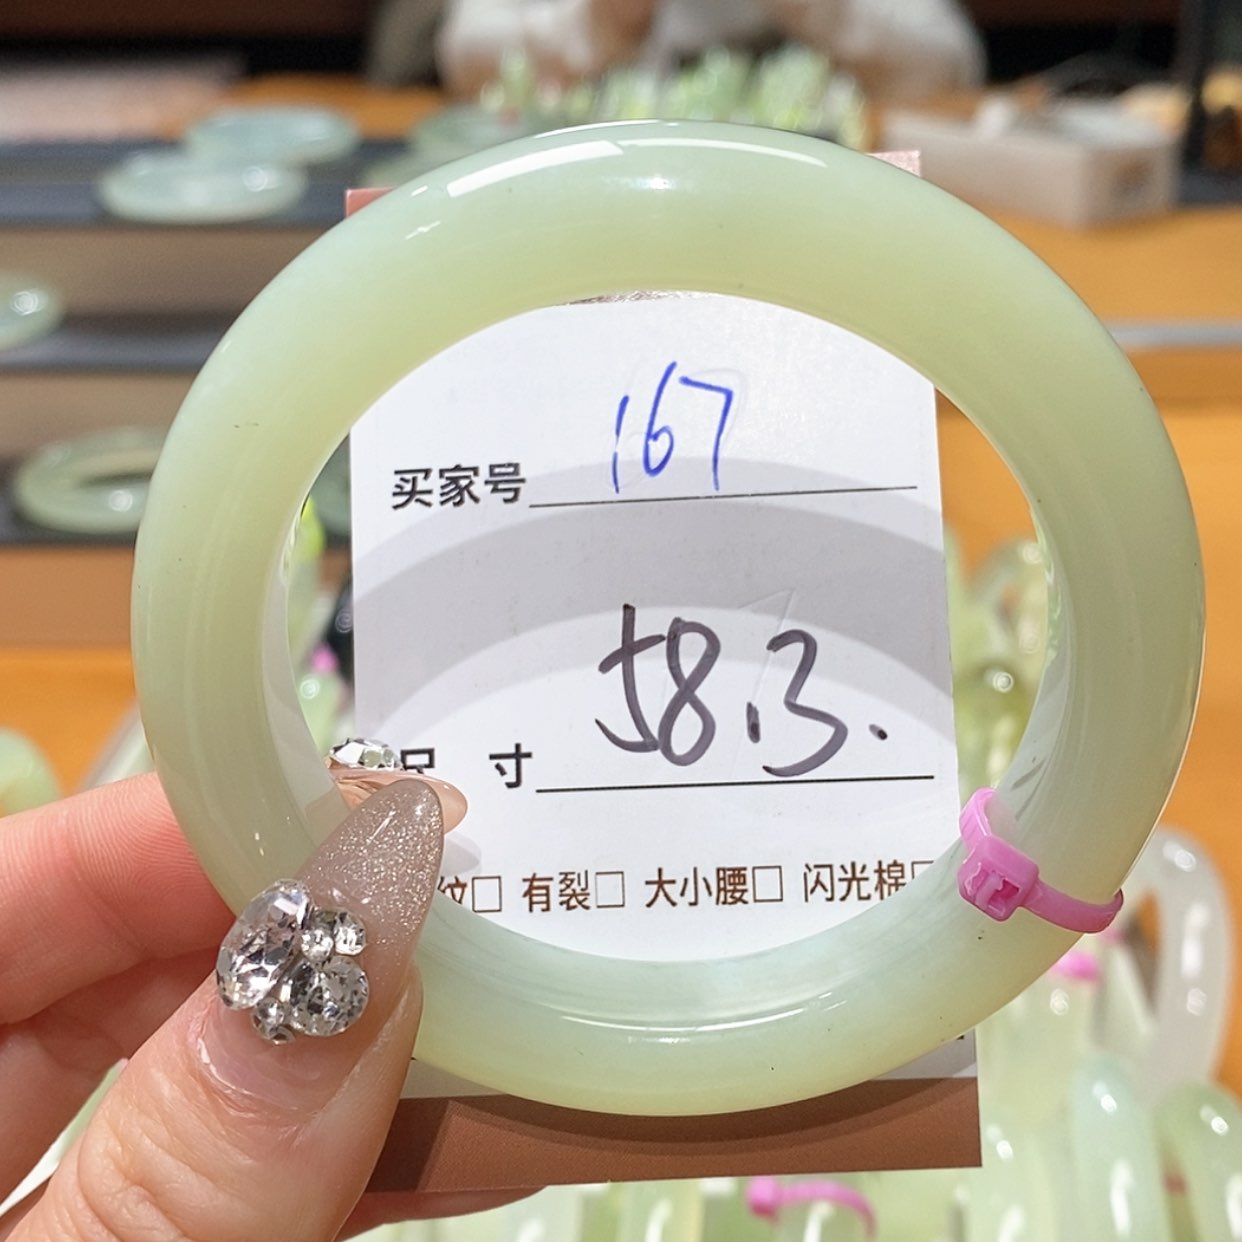 买家号 167
尺 寸 58.3.
纹□ 有裂□ 大小腰□ 闪光棉□